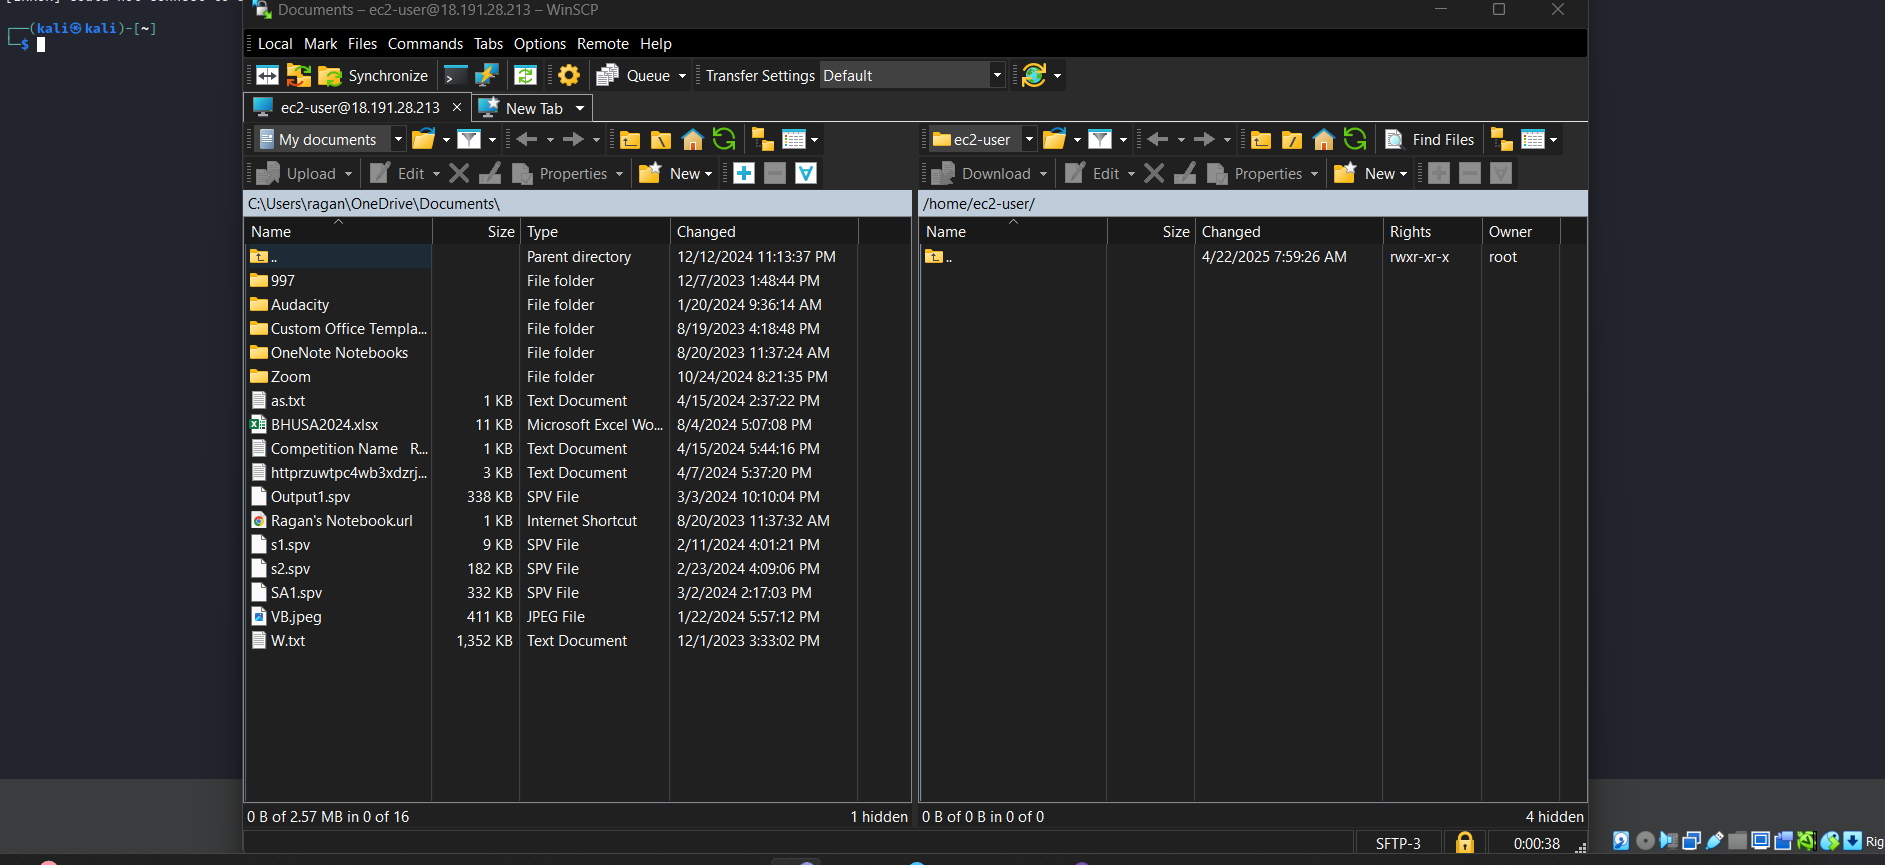 Documents – ec2-user@18.191.28.213 – WinSCP
┌──(kali㉿kali)-[~]
└─$
Local Mark Files Commands Tabs Options Remote Help
Synchronize Queue Transfer Settings Default
ec2-user@18.191.28.213 × New Tab
My documents ec2-user Find Files
Upload Edit Properties New Download Edit Properties New
C:\Users\ragan\OneDrive\Documents\ /home/ec2-user/
Name Size Type Changed Name Size Changed Rights Owner
.. Parent directory 12/12/2024 11:13:37 PM .. 4/22/2025 7:59:26 AM rwxr-xr-x root
997 File folder 12/7/2023 1:48:44 PM
Audacity File folder 1/20/2024 9:36:14 AM
Custom Office Templa... File folder 8/19/2023 4:18:48 PM
OneNote Notebooks File folder 8/20/2023 11:37:24 AM
Zoom File folder 10/24/2024 8:21:35 PM
as.txt 1 KB Text Document 4/15/2024 2:37:22 PM
BHUSA2024.xlsx 11 KB Microsoft Excel Wo... 8/4/2024 5:07:08 PM
Competition Name R... 1 KB Text Document 4/15/2024 5:44:16 PM
httprzuwtpc4wb3xdzrj... 3 KB Text Document 4/7/2024 5:37:20 PM
Output1.spv 338 KB SPV File 3/3/2024 10:10:04 PM
Ragan's Notebook.url 1 KB Internet Shortcut 8/20/2023 11:37:32 AM
s1.spv 9 KB SPV File 2/11/2024 4:01:21 PM
s2.spv 182 KB SPV File 2/23/2024 4:09:06 PM
SA1.spv 332 KB SPV File 3/2/2024 2:17:03 PM
VB.jpeg 411 KB JPEG File 1/22/2024 5:57:12 PM
W.txt 1,352 KB Text Document 12/1/2023 3:33:02 PM
0 B of 2.57 MB in 0 of 16 1 hidden 0 B of 0 B in 0 of 0 4 hidden
SFTP-3 0:00:38
Rig